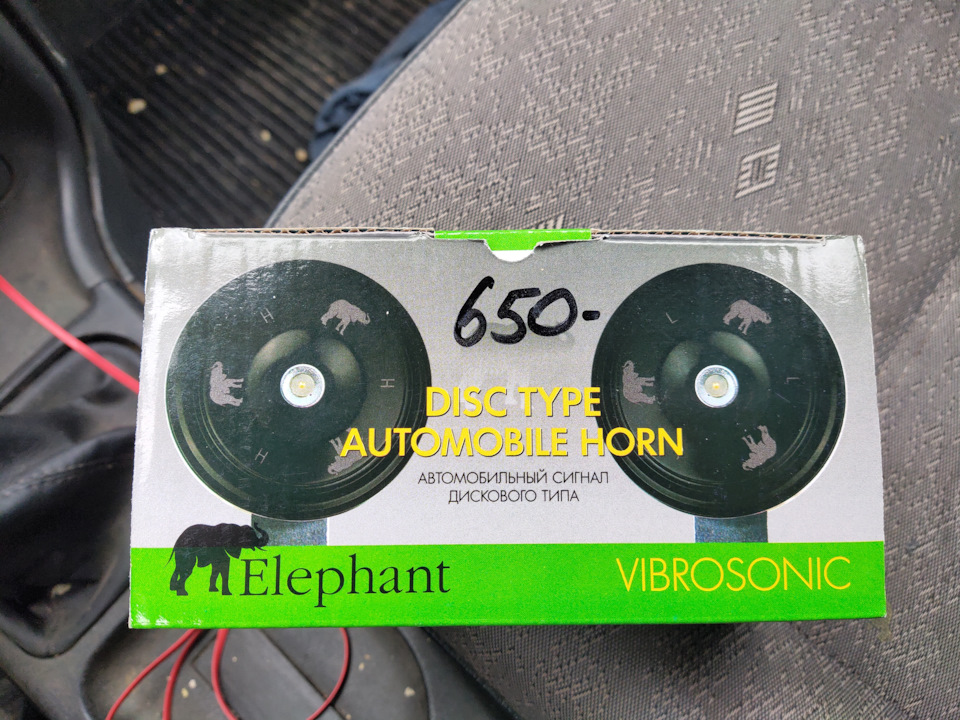 650-
H
H
H
L
L
DISC TYPE
AUTOMOBILE HORN
АВТОМОБИЛЬНЫЙ СИГНАЛ
ДИСКОВОГО ТИПА
Elephant
VIBROSONIC